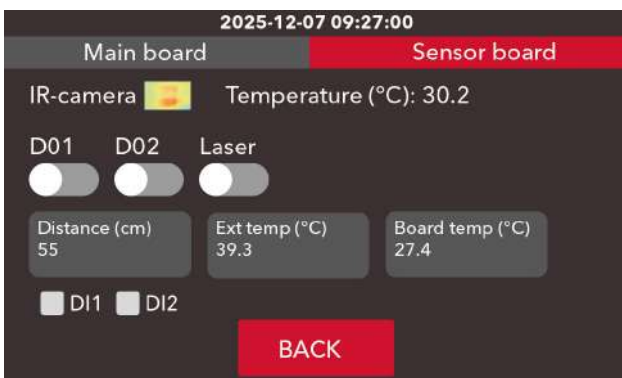 2025-12-07 09:27:00
Main board Sensor board
IR-camera Temperature (°C): 30.2
D01 D02 Laser
Distance (cm) Ext temp (°C) Board temp (°C)
55 39.3 27.4
DI1 DI2
BACK